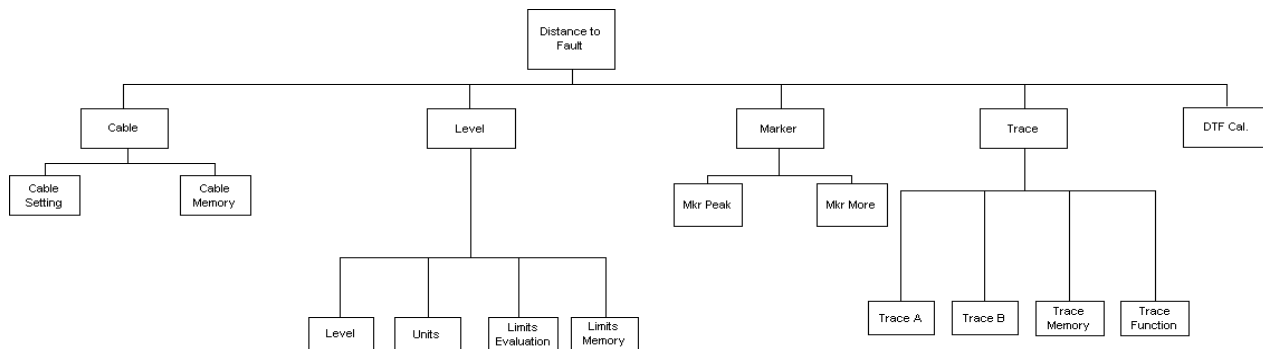 Distance to
Fault
Cable
Level
Marker
Trace
DTF Cal.
Cable
Setting
Cable
Memory
Mkr Peak
Mkr More
Level
Units
Limits
Evaluation
Limits
Memory
Trace A
Trace B
Trace
Memory
Trace
Function